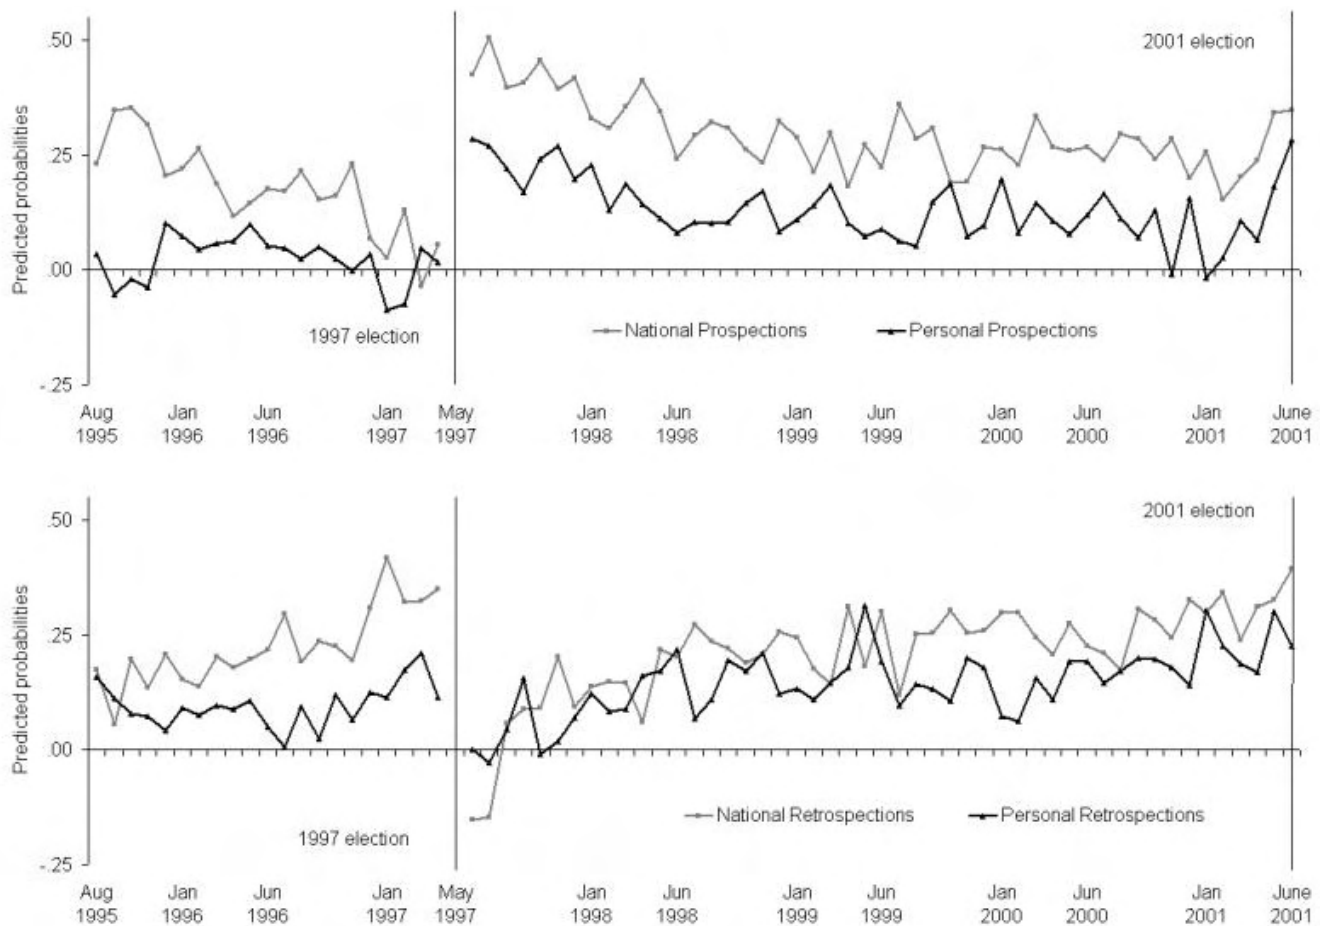 2001 election
.50
.25
.00
-.25
Predicted probabilities
1997 election
National Prospections
Personal Prospections
Aug
1995
Jan
1996
Jun
1996
Jan
1997
May
1997
Jan
1998
Jun
1998
Jan
1999
Jun
1999
Jan
2000
Jun
2000
Jan
2001
June
2001
2001 election
.50
.25
.00
-.25
Predicted probabilities
National Retrospections
Personal Retrospections
1997 election
Aug
1995
Jan
1996
Jun
1996
Jan
1997
May
1997
Jan
1998
Jun
1998
Jan
1999
Jun
1999
Jan
2000
Jun
2000
Jan
2001
June
2001